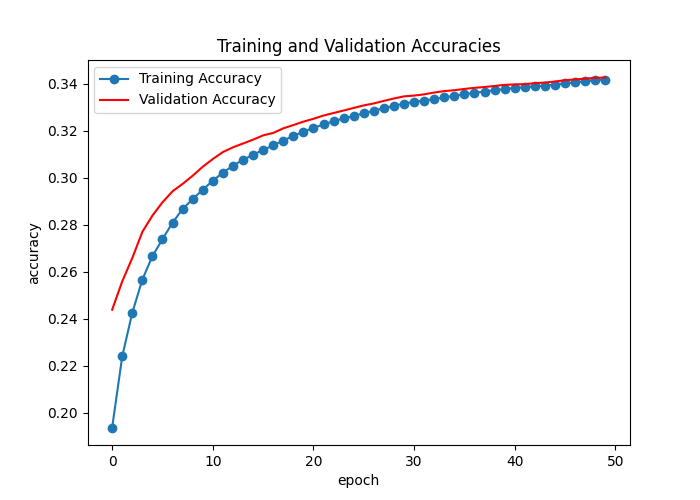 Training and Validation Accuracies
Training Accuracy
Validation Accuracy
0.34
0.32
0.30
0.28
0.26
0.24
0.22
0.20
accuracy
0 10 20 30 40 50
epoch